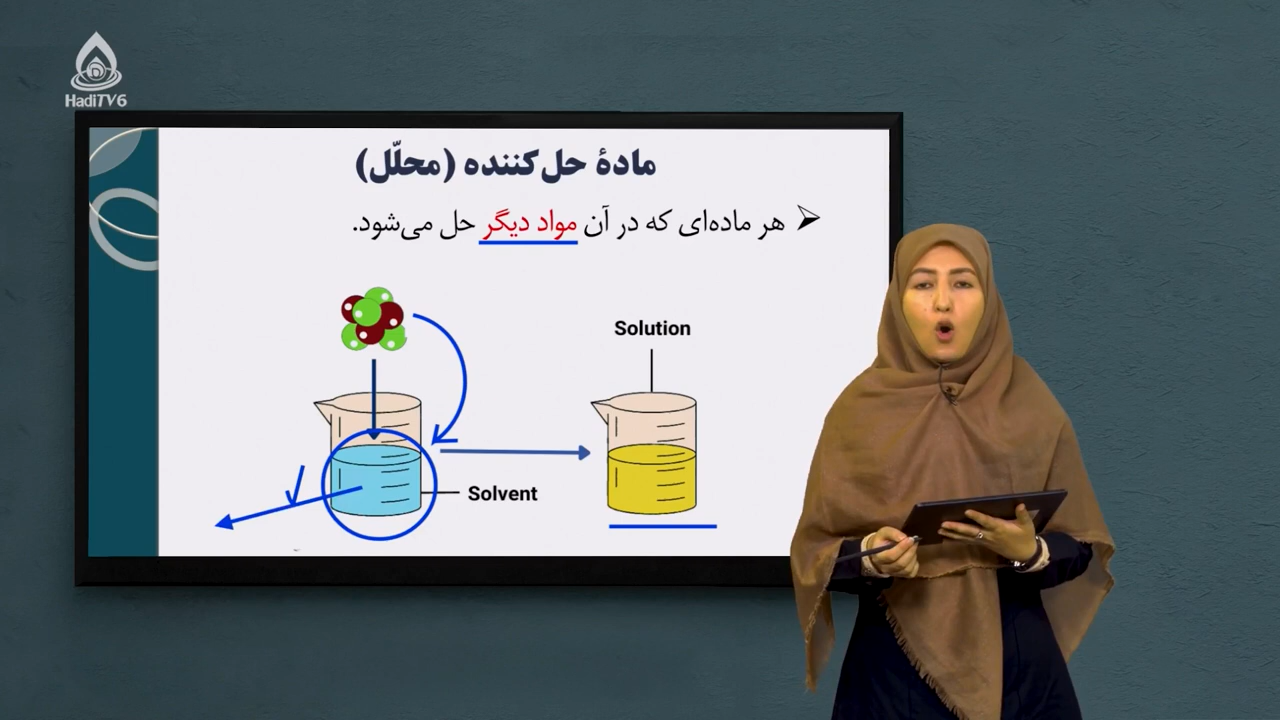 HadiTV6
مادهٔ حل‌کننده (محلّل)
هر ماده‌ای که در آن مواد دیگر حل می‌شود.
Solution
Solvent